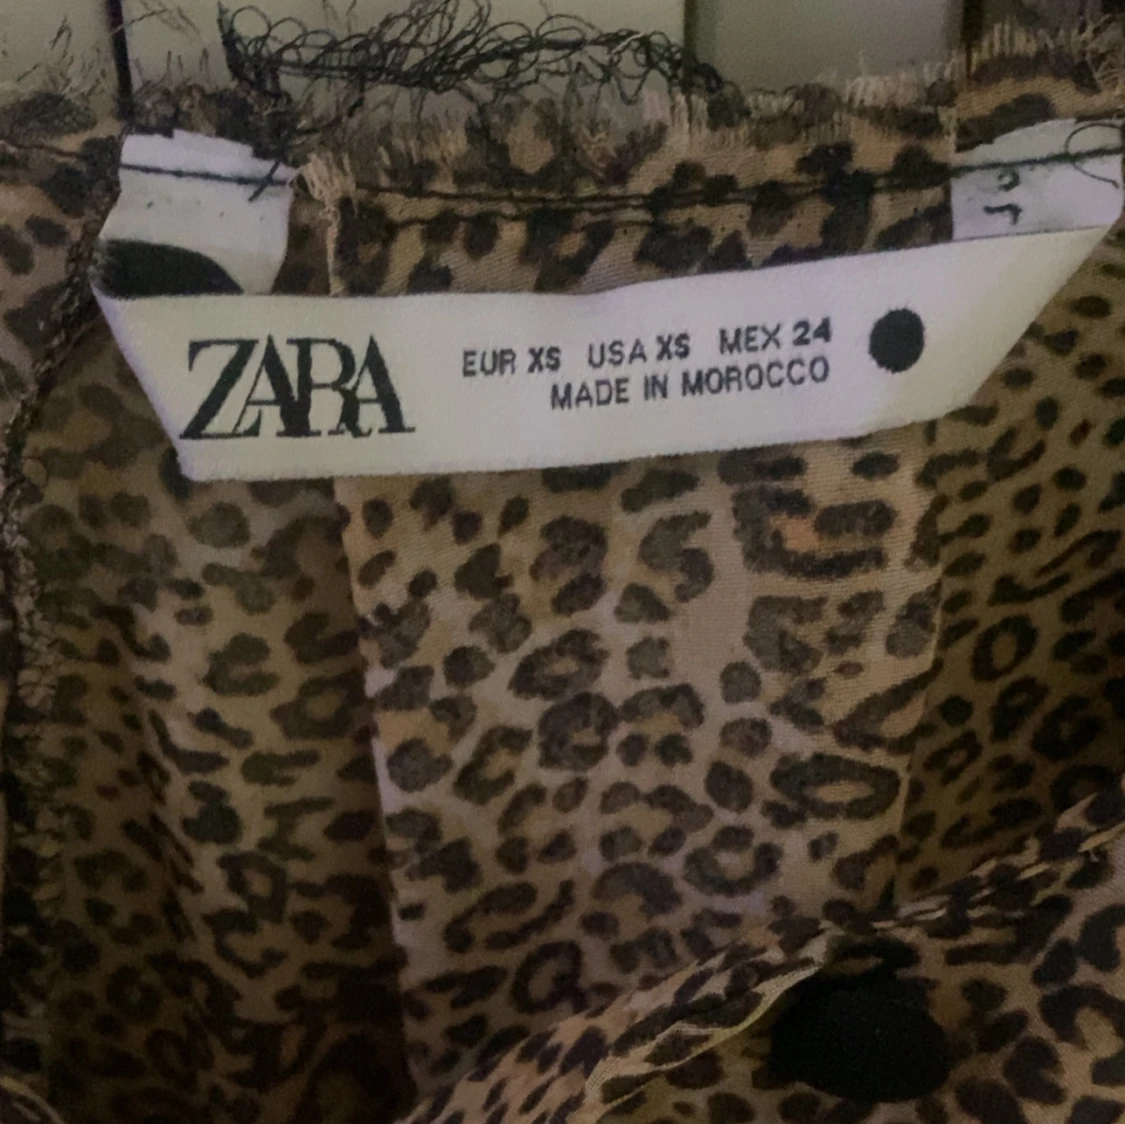 ZARA
EUR XS USA XS MEX 24
MADE IN MOROCCO